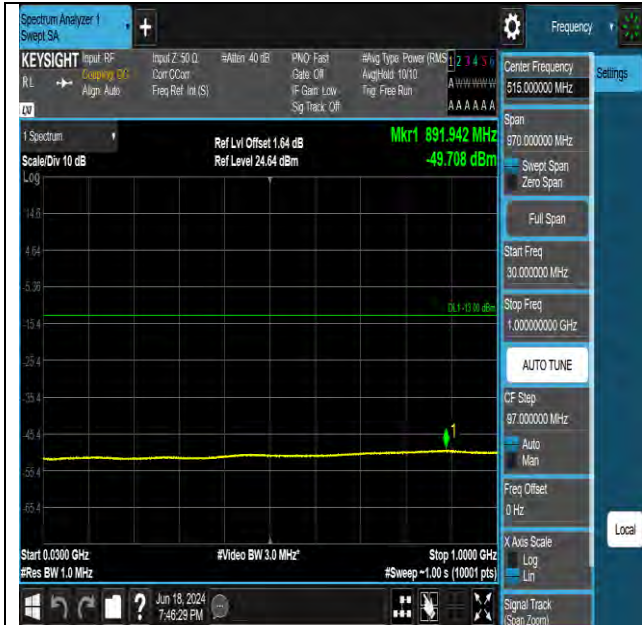 Spectrum Analyzer 1
Swept SA
+
Frequency
KEYSIGHT
RL
Input: RF
Coupling: DC
Align: Auto
Input Z: 50 Ω
Corr CCorr
Freq Ref: Int (S)
#Atten: 40 dB
PNO: Fast
Gate: Off
IF Gain: Low
Sig Track: Off
#Avg Type: Power (RMS
Avg|Hold: 10/10
Trig: Free Run
1 2 3 4 5 6
A W W W W W
A A A A A A
1 Spectrum
Scale/Div 10 dB
Ref Lvl Offset 1.64 dB
Ref Level 24.64 dBm
Mkr1 891.942 MHz
-49.708 dBm
Log
14.6
4.64
-5.36
DL1 -13.00 dBm
-15.4
-25.4
-35.4
-45.4
1
-55.4
-65.4
Start 0.0300 GHz
#Video BW 3.0 MHz*
Stop 1.0000 GHz
#Res BW 1.0 MHz
#Sweep ~1.00 s (10001 pts)
Jun 18, 2024
7:46:29 PM
?
Center Frequency
515.000000 MHz
Settings
Span
970.000000 MHz
Swept Span
Zero Span
Full Span
Start Freq
30.000000 MHz
Stop Freq
1.000000000 GHz
AUTO TUNE
CF Step
97.000000 MHz
Auto
Man
Freq Offset
0 Hz
Local
X Axis Scale
Log
Lin
Signal Track
(Span Zoom)